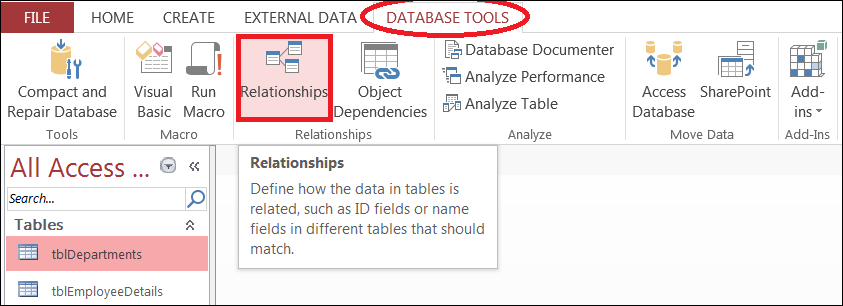 FILE HOME CREATE EXTERNAL DATA DATABASE TOOLS
Compact and
Repair Database
Visual
Basic
Run
Macro
Relationships
Object
Dependencies
Database Documenter
Analyze Performance
Analyze Table
Access
Database
SharePoint
Add-
ins
Tools Macro Relationships Analyze Move Data Add-Ins
All Access ...
Search...
Tables
tblDepartments
tblEmployeeDetails
Relationships
Define how the data in tables is
related, such as ID fields or name
fields in different tables that should
match.